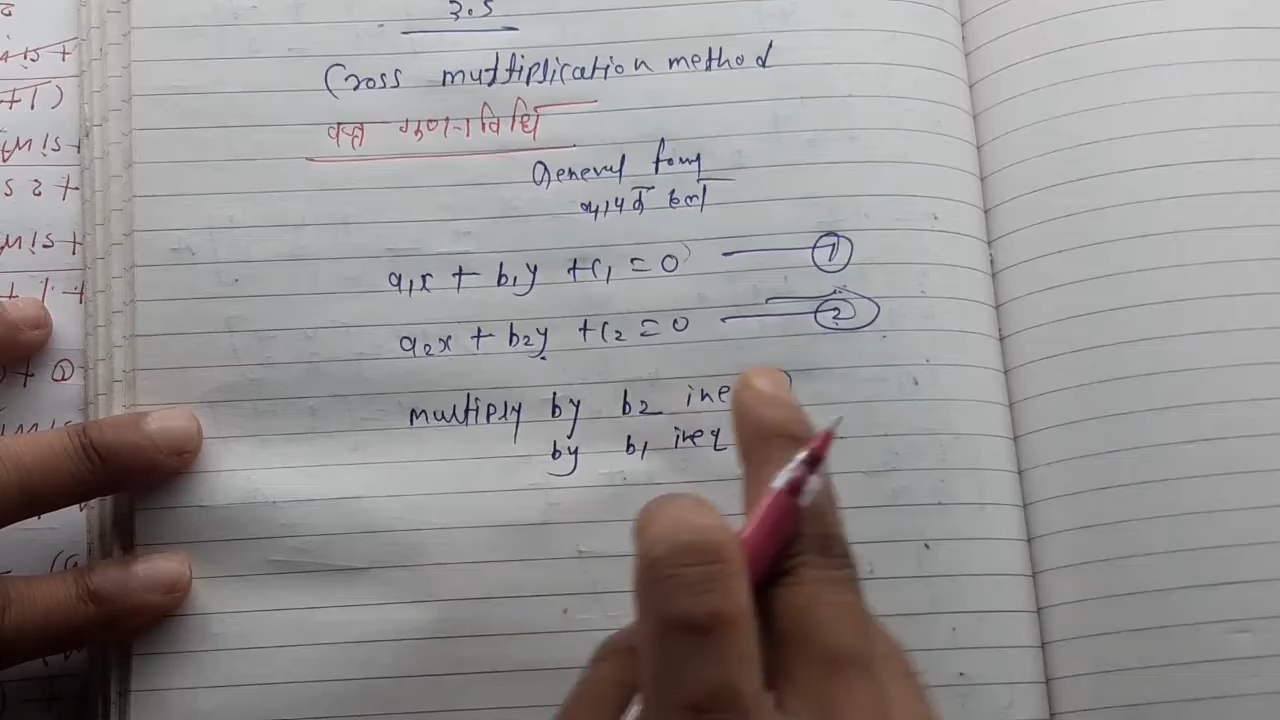 3.5
Cross multiplication method
वज्र गुणन विधि
General form
व्यापक रूप
a₁x + b₁y + c₁ = 0 ①
a₂x + b₂y + c₂ = 0 ②
multiply by b₂ in eq
by b₁ in eq